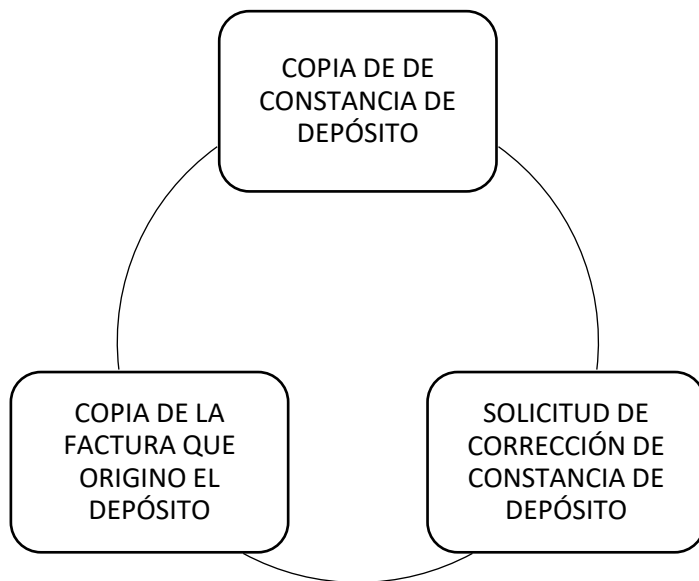 COPIA DE DE
CONSTANCIA DE
DEPÓSITO
COPIA DE LA
FACTURA QUE
ORIGINO EL
DEPÓSITO
SOLICITUD DE
CORRECCIÓN DE
CONSTANCIA DE
DEPÓSITO